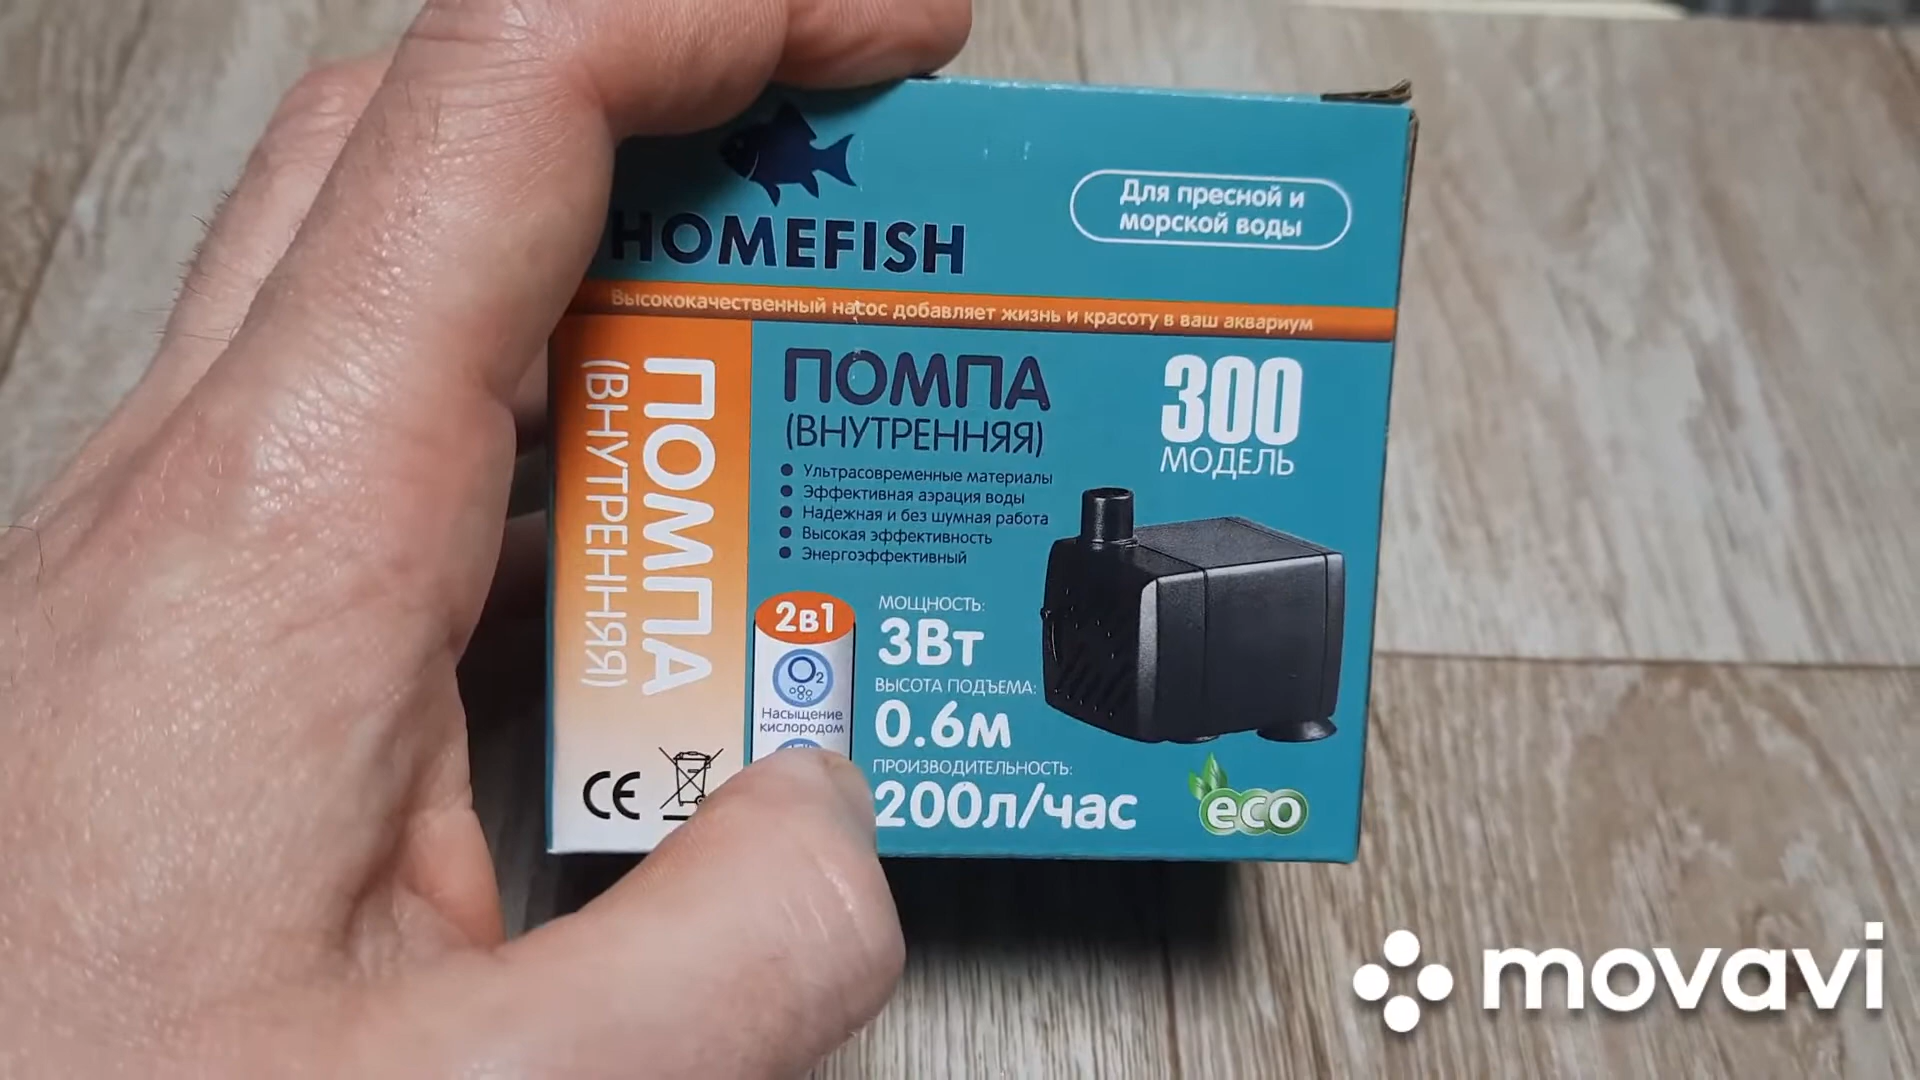 HOMEFISH
Для пресной и
морской воды
Высококачественный насос добавляет жизнь и красоту в ваш аквариум
ПОМПА
(ВНУТРЕННЯЯ)
ПОМПА
(ВНУТРЕННЯЯ)
300
МОДЕЛЬ
Ультрасовременные материалы
Эффективная аэрация воды
Надежная и без шумная работа
Высокая эффективность
Энергоэффективный
2в1
O2
Насыщение
кислородом
МОЩНОСТЬ:
3Вт
ВЫСОТА ПОДЪЕМА:
0.6м
ПРОИЗВОДИТЕЛЬНОСТЬ:
200л/час
CE
eco
movavi